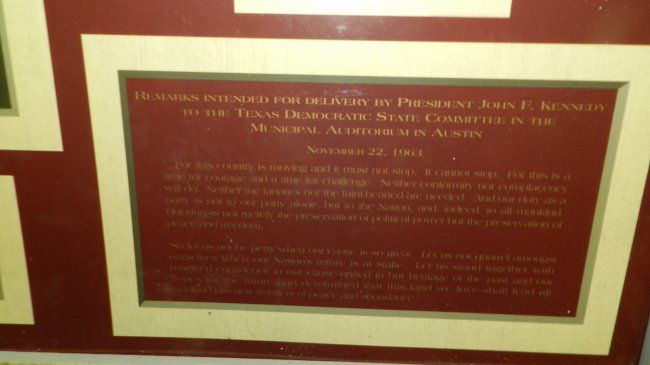 REMARKS INTENDED FOR DELIVERY BY PRESIDENT JOHN F. KENNEDY
TO THE TEXAS DEMOCRATIC STATE COMMITTEE IN THE
MUNICIPAL AUDITORIUM IN AUSTIN
NOVEMBER 22, 1963
For this country is moving and it must not stop. It cannot stop. For this is a
time for courage and a time for challenge. Neither conformity nor complacency
will do. Neither the fanatics nor the faint-hearted are needed. And our duty as a
party is not to our party alone, but to the Nation, and, indeed, to all mankind.
Our duty is not merely the preservation of political power but the preservation of
peace and freedom.
So let us not be petty when our cause is so great. Let us not quarrel amongst
ourselves when our Nation's future is at stake. Let us stand together with
renewed confidence in our cause-united in our heritage of the past and our
hopes for the future-and determined that this land we love shall lead all
mankind into new frontiers of peace and abundance."